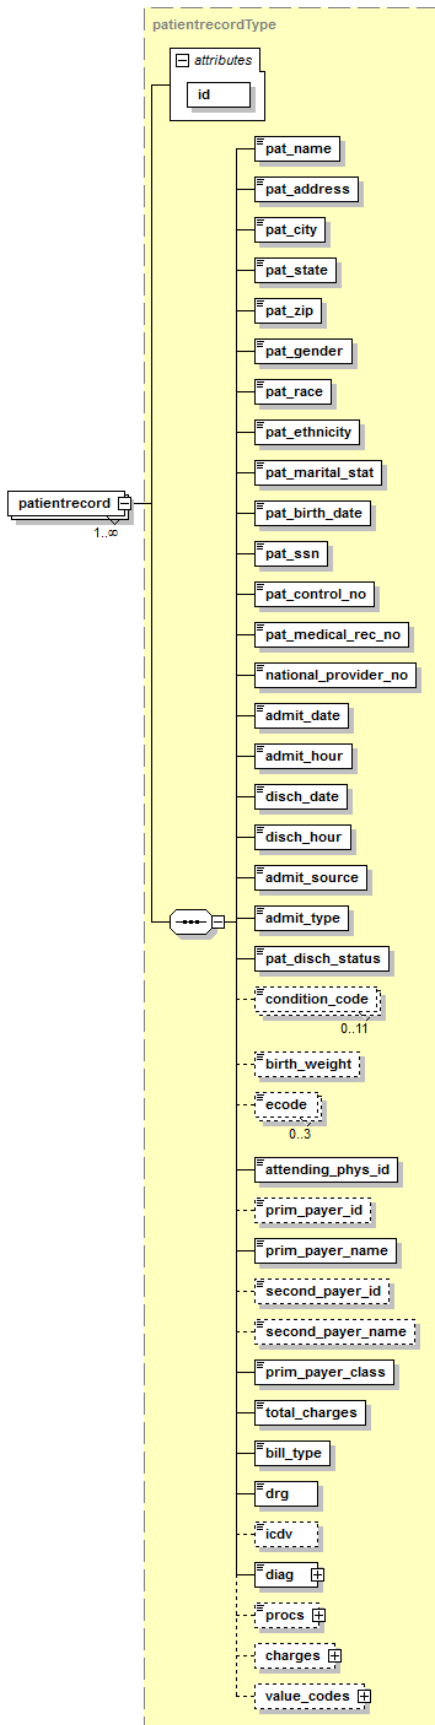 patientrecordType
attributes
id
pat_name
pat_address
pat_city
pat_state
pat_zip
pat_gender
pat_race
pat_ethnicity
pat_marital_stat
patientrecord
1..∞
pat_birth_date
pat_ssn
pat_control_no
pat_medical_rec_no
national_provider_no
admit_date
admit_hour
disch_date
disch_hour
admit_source
admit_type
pat_disch_status
condition_code
0..11
birth_weight
ecode
0..3
attending_phys_id
prim_payer_id
prim_payer_name
second_payer_id
second_payer_name
prim_payer_class
total_charges
bill_type
drg
icdv
diag
procs
charges
value_codes